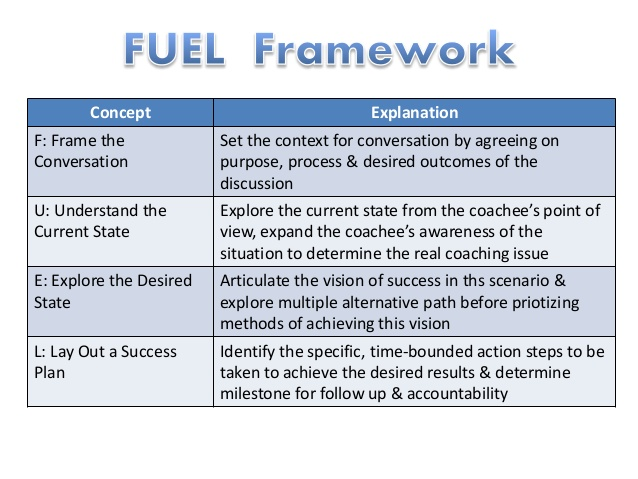 FUEL Framework
Concept
Explanation
F: Frame the
Conversation
Set the context for conversation by agreeing on
purpose, process & desired outcomes of the
discussion
U: Understand the
Current State
Explore the current state from the coachee’s point of
view, expand the coachee’s awareness of the
situation to determine the real coaching issue
E: Explore the Desired
State
Articulate the vision of success in ths scenario &
explore multiple alternative path before priotizing
methods of achieving this vision
L: Lay Out a Success
Plan
Identify the specific, time-bounded action steps to be
taken to achieve the desired results & determine
milestone for follow up & accountability